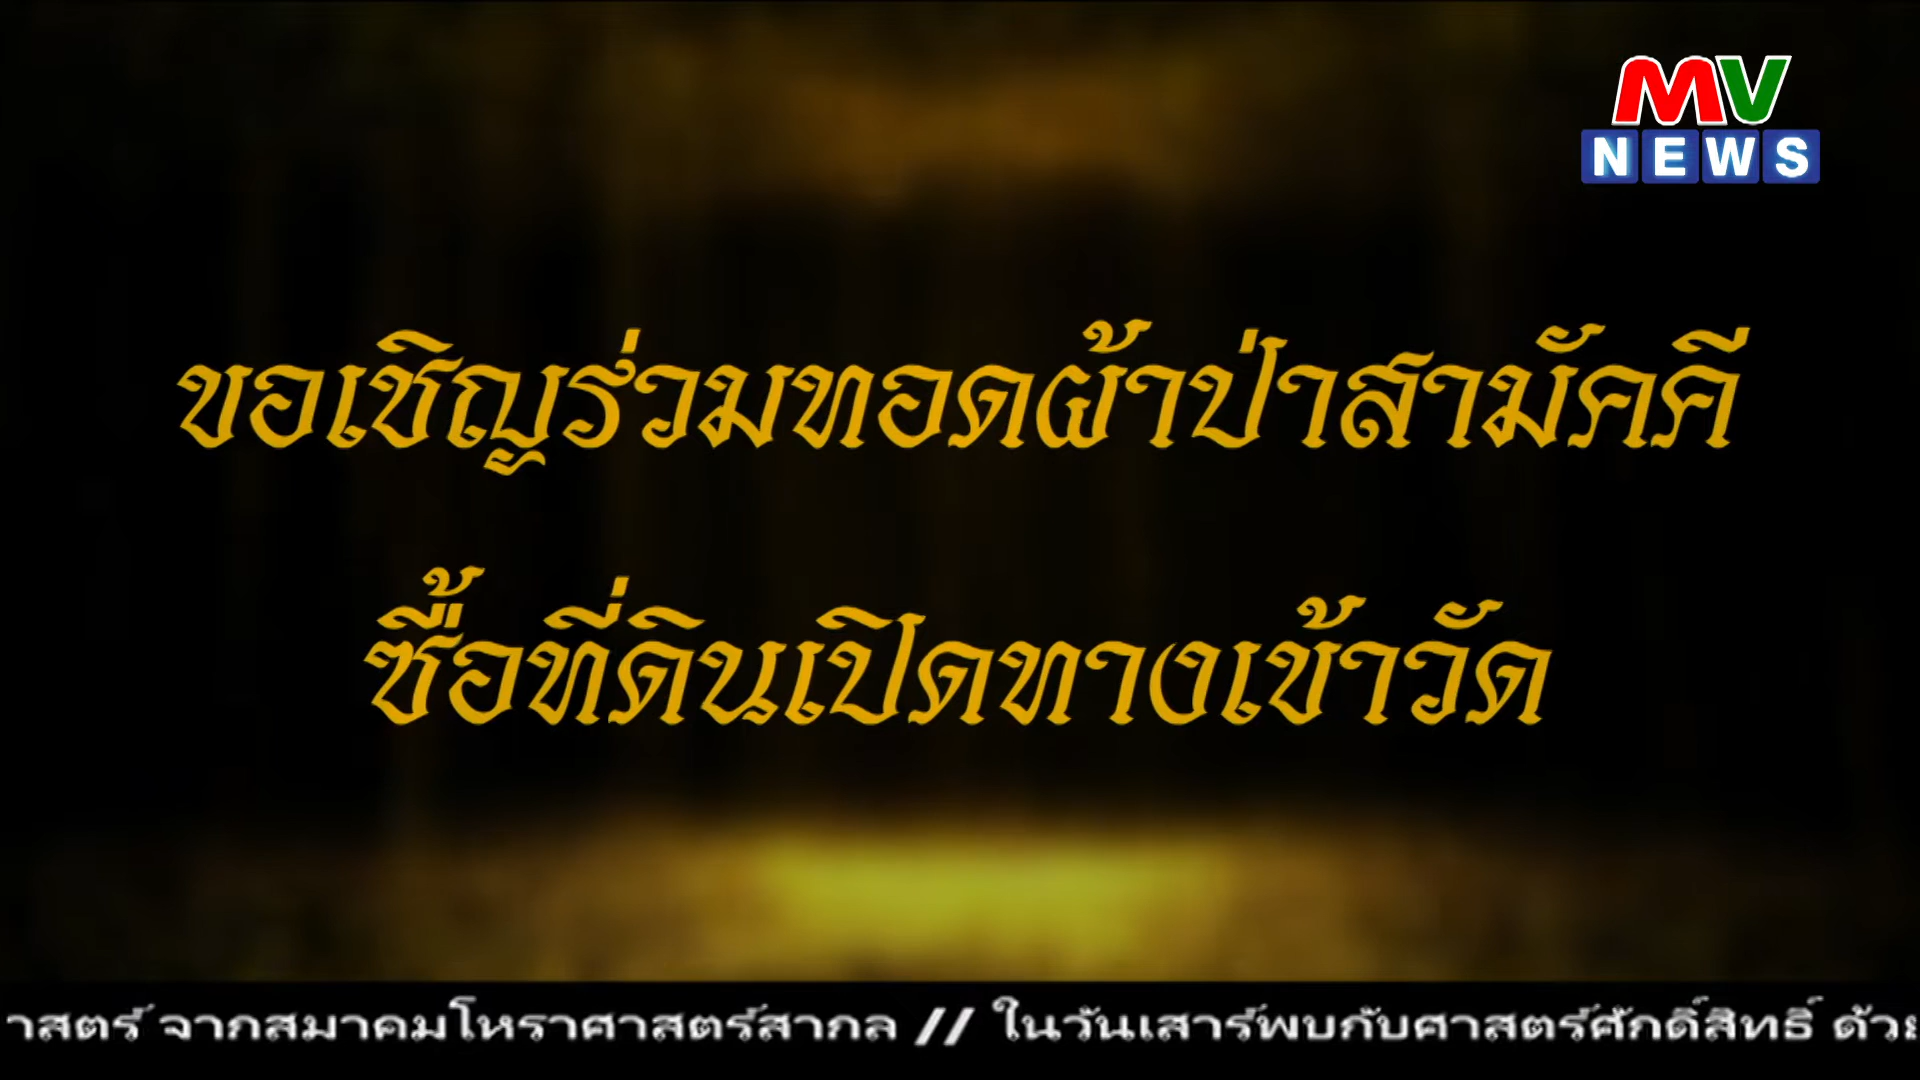 MV
NEWS
ขอเชิญร่วมทอดผ้าป่าสามัคคี
ซื้อที่ดินเปิดทางเข้าวัด
าสตร์ จากสมาคมโหราศาสตร์สากล // ในวันเสาร์พบกับศาสตร์ศักดิ์สิทธิ์ ด้วย